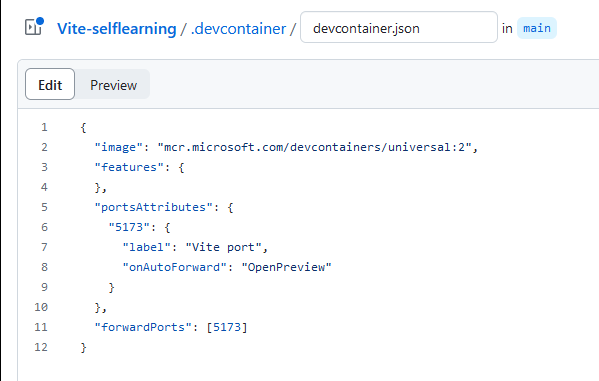 Vite-selflearning / .devcontainer / devcontainer.json in main
Edit Preview
1 {
2 "image": "mcr.microsoft.com/devcontainers/universal:2",
3 "features": {
4 },
5 "portsAttributes": {
6 "5173": {
7 "label": "Vite port",
8 "onAutoForward": "OpenPreview"
9 }
10 },
11 "forwardPorts": [5173]
12 }